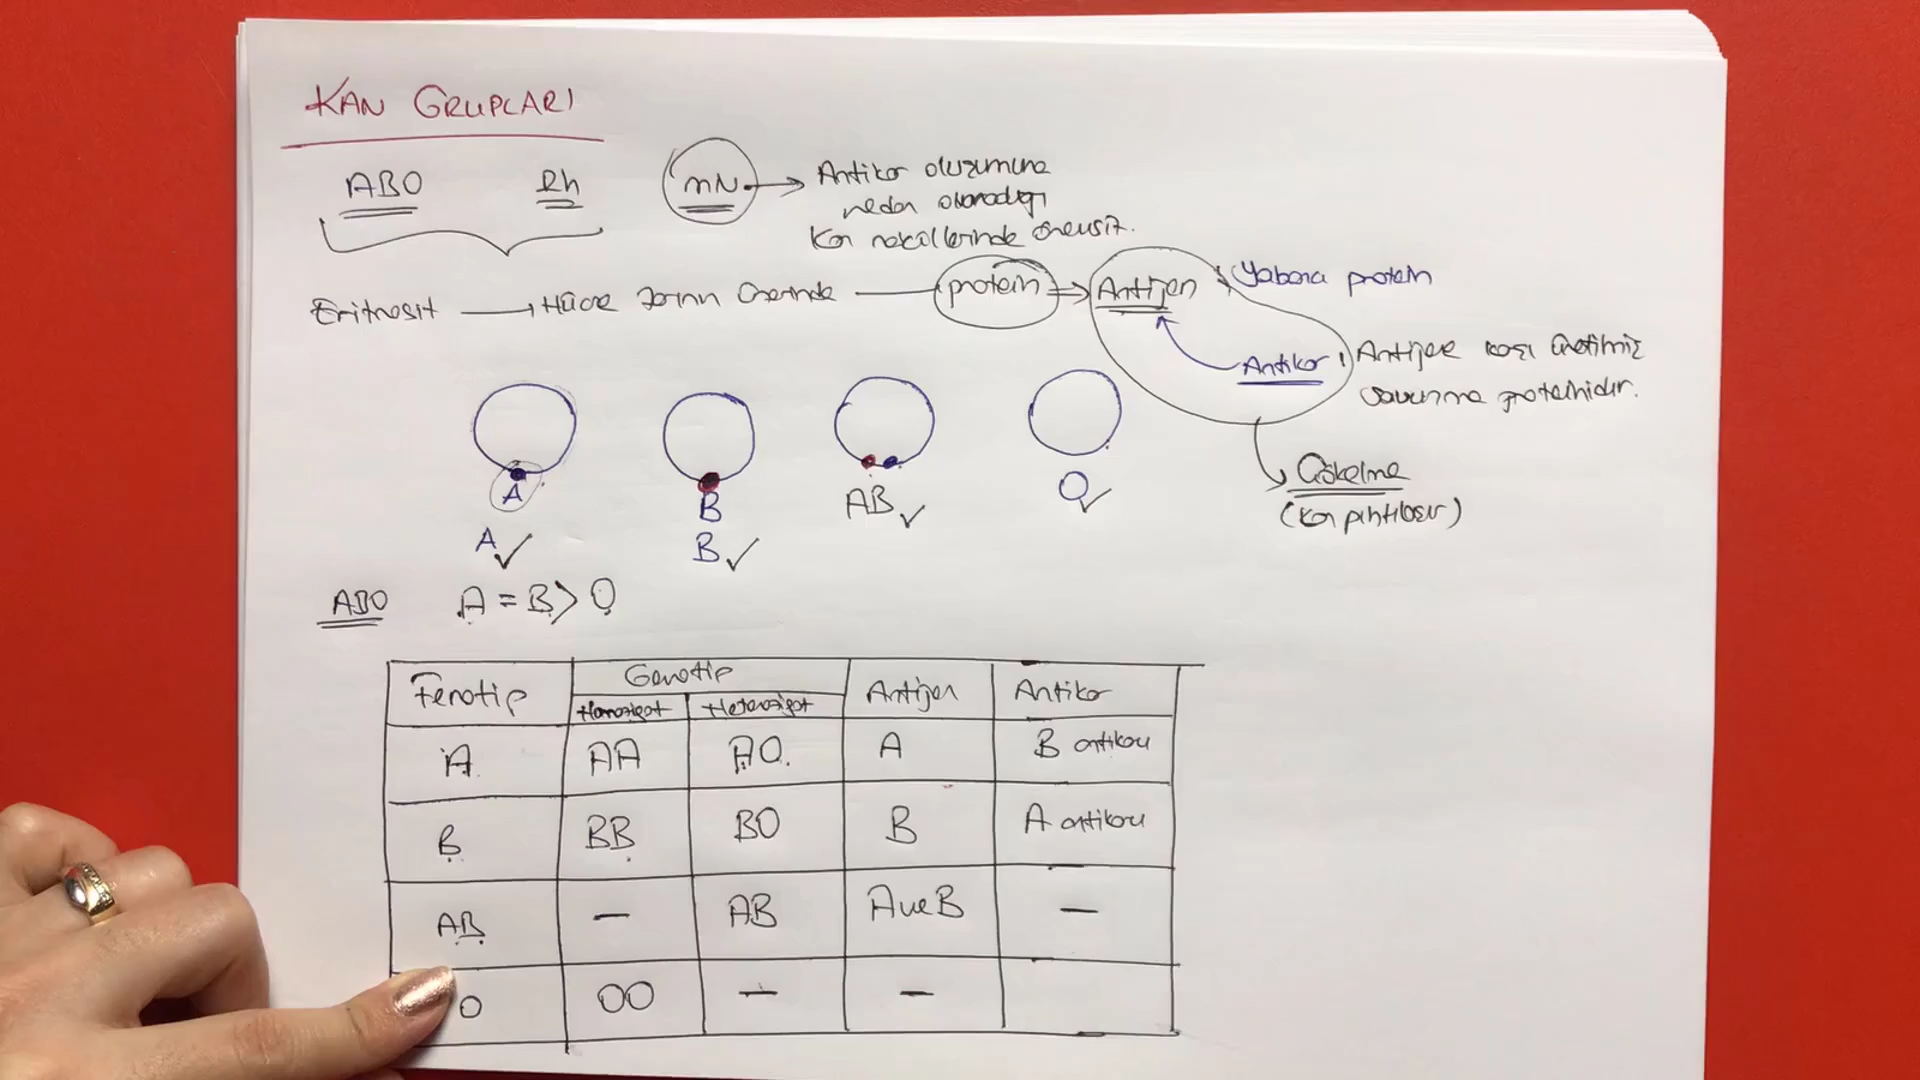 KAN GRUPLARI
ABO Rh MN → Antikor oluşumuna
neden olmadığı
Kan nakillerinde önemsiz.
Eritrosit → Hücre zarının üzerinde — protein ⇒ Antijen : Yabancı protein
Antikor : Antijene karşı üretilmiş
savunma proteinidir.
Çökelme
(Kan pıhtılaşır)
A B AB O
A B
ABO A = B > O
Fenotip Genotip Antijen Antikor
Homozigot Heterozigot
A AA AO A B antikoru
B BB BO B A antikoru
AB — AB A ve B —
O OO — —